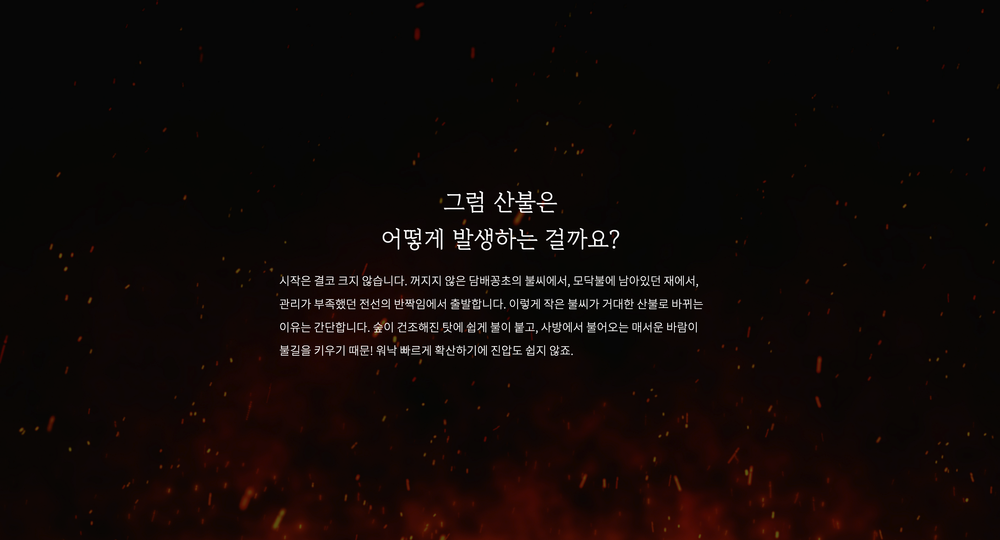 그럼 산불은
어떻게 발생하는 걸까요?
시작은 결코 크지 않습니다. 꺼지지 않은 담배꽁초의 불씨에서, 모닥불에 남아있던 재에서,
관리가 부족했던 전선의 반짝임에서 출발합니다. 이렇게 작은 불씨가 거대한 산불로 바뀌는
이유는 간단합니다. 숲이 건조해진 탓에 쉽게 불이 붙고, 사방에서 불어오는 매서운 바람이
불길을 키우기 때문! 워낙 빠르게 확산하기에 진압도 쉽지 않죠.